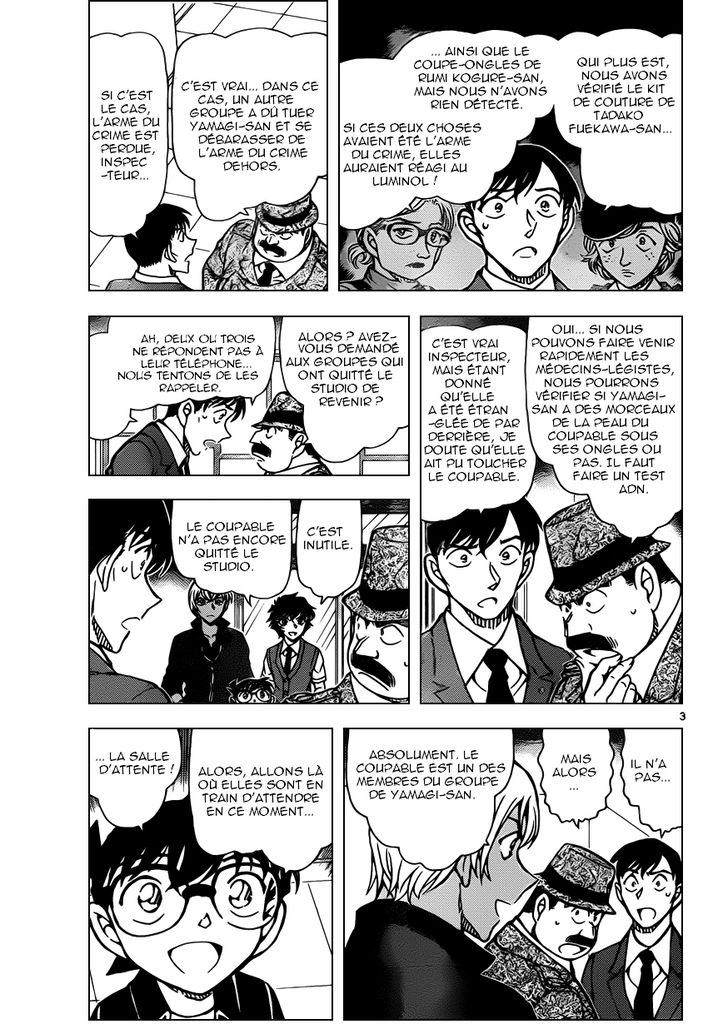 QUI PLUS EST,
NOUS AVONS
VÉRIFIÉ LE KIT
DE COUTURE DE
TADAKO
FUEKAWA-SAN...
... AINSI QUE LE
COUPE-ONGLES DE
RUMI KOGURE-SAN,
MAIS NOUS N'AVONS
RIEN DÉTECTÉ.
SI CES DEUX CHOSES
AVAIENT ÉTÉ L'ARME
DU CRIME, ELLES
AURAIENT RÉAGI AU
LUMINOL !
C'EST VRAI... DANS CE
CAS, UN AUTRE
GROUPE A DÛ TUER
YAMAGI-SAN ET SE
DÉBARASSER DE
L'ARME DU CRIME
DEHORS.
SI C'EST
LE CAS,
L'ARME DU
CRIME EST
PERDUE,
INSPEC-
-TEUR...
OUI... SI NOUS
POUVONS FAIRE VENIR
RAPIDEMENT LES
MÉDECINS-LÉGISTES,
NOUS POURRONS
VÉRIFIER SI YAMAGI-
SAN A DES MORCEAUX
DE LA PEAU DU
COUPABLE SOUS
SES ONGLES OU
PAS. IL FAUT
FAIRE UN TEST
ADN.
C'EST VRAI
INSPECTEUR,
MAIS ÉTANT
DONNÉ
QU'ELLE
A ÉTÉ ÉTRAN
-GLÉE DE PAR
DERRIÈRE, JE
DOUTE QU'ELLE
AIT PU TOUCHER
LE COUPABLE.
ALORS ? AVEZ-
VOUS DEMANDÉ
AUX GROUPES QUI
ONT QUITTÉ LE
STUDIO DE
REVENIR ?
AH, DEUX OU TROIS
NE RÉPONDENT PAS À
LEUR TÉLÉPHONE...
NOUS TENTONS DE LES
RAPPELER.
C'EST
INUTILE.
LE COUPABLE
N'A PAS ENCORE
QUITTÉ LE
STUDIO.
3
IL N'A
PAS...
MAIS
ALORS
...
ABSOLUMENT. LE
COUPABLE EST UN DES
MEMBRES DU GROUPE
DE YAMAGI-SAN.
ALORS, ALLONS LÀ
OÙ ELLES SONT EN
TRAIN D'ATTENDRE
EN CE MOMENT...
... LA SALLE
D'ATTENTE !